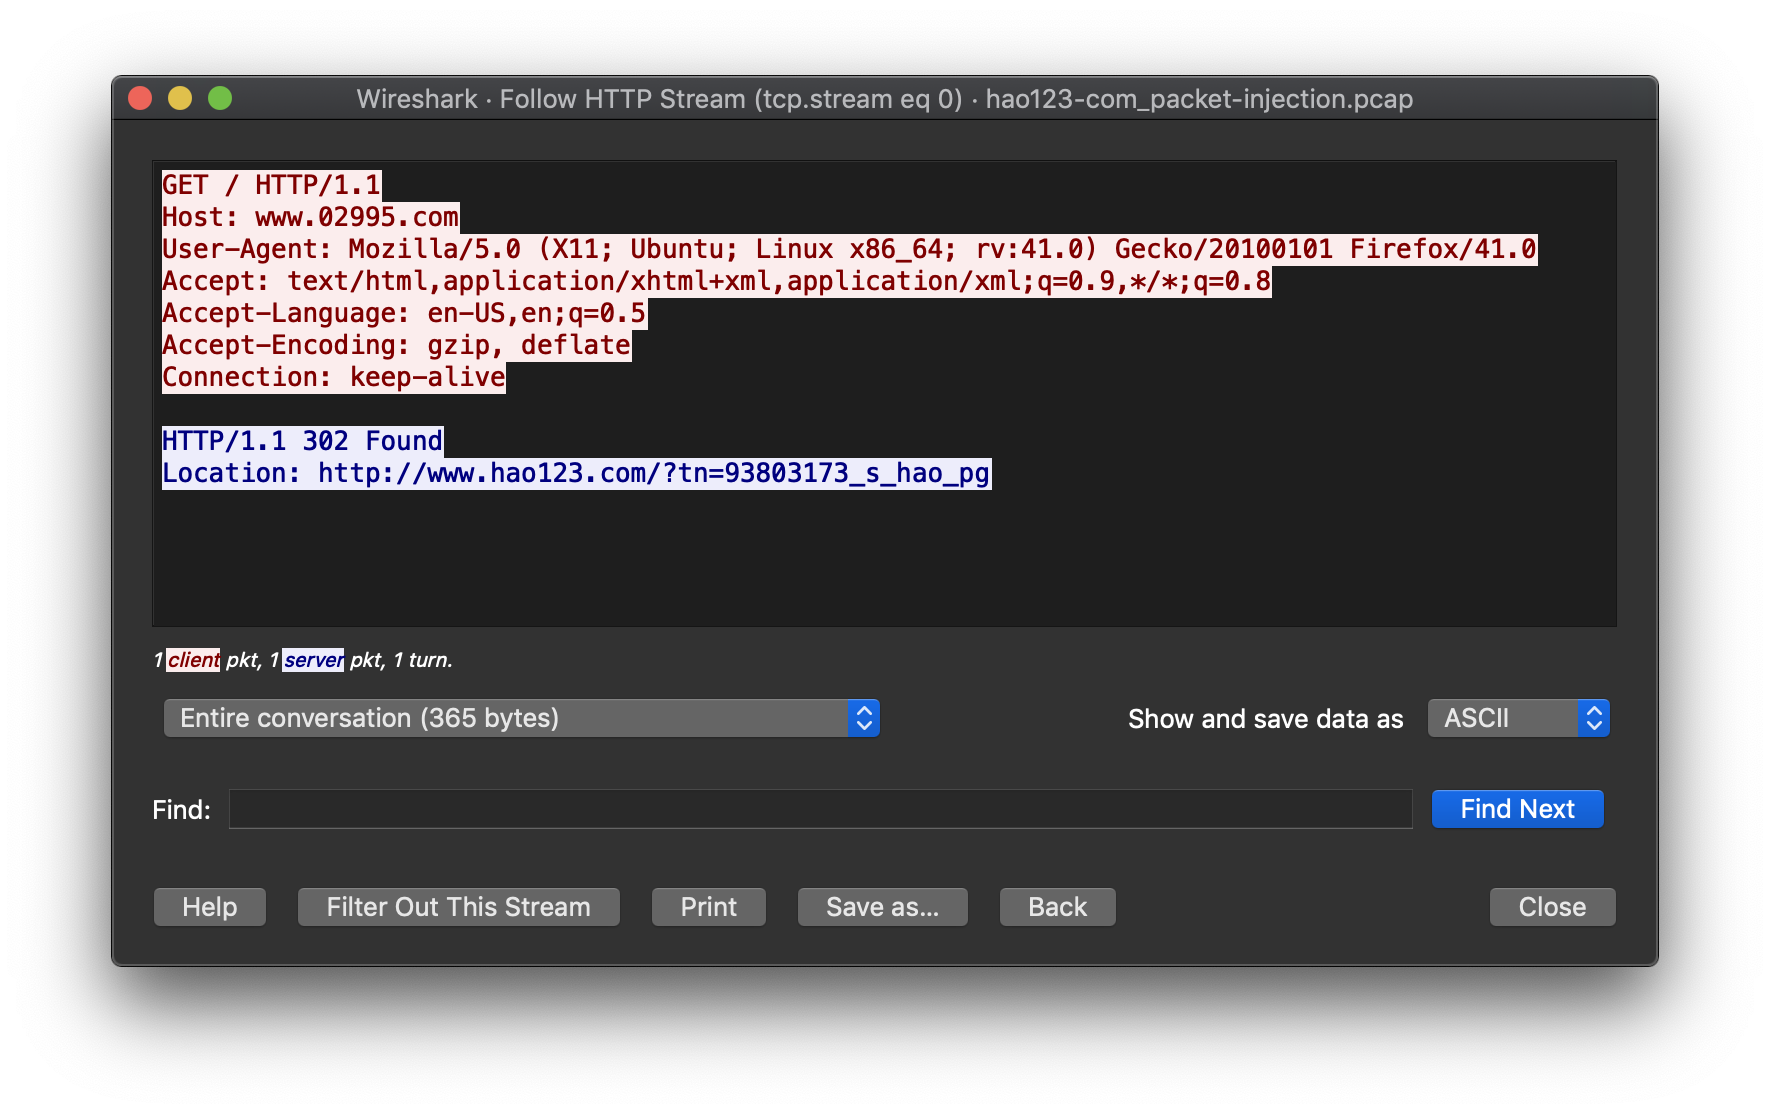 Wireshark · Follow HTTP Stream (tcp.stream eq 0) · hao123-com_packet-injection.pcap
GET / HTTP/1.1
Host: www.02995.com
User-Agent: Mozilla/5.0 (X11; Ubuntu; Linux x86_64; rv:41.0) Gecko/20100101 Firefox/41.0
Accept: text/html,application/xhtml+xml,application/xml;q=0.9,*/*;q=0.8
Accept-Language: en-US,en;q=0.5
Accept-Encoding: gzip, deflate
Connection: keep-alive
HTTP/1.1 302 Found
Location: http://www.hao123.com/?tn=93803173_s_hao_pg
1 client pkt, 1 server pkt, 1 turn.
Entire conversation (365 bytes) Show and save data as ASCII
Find: Find Next
Help Filter Out This Stream Print Save as... Back Close